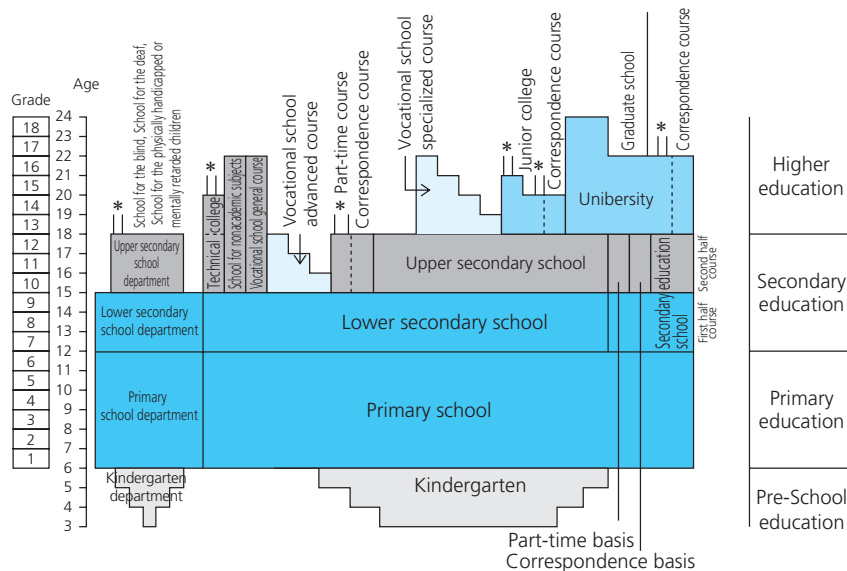 Grade
Age
18
17
16
15
14
13
12
11
10
9
8
7
6
5
4
3
2
1
24
23
22
21
20
19
18
17
16
15
14
13
12
11
10
9
8
7
6
5
4
3
School for the blind, School for the deaf,
School for the physically handicapped or
mentally retarded children
* 
Upper secondary
school
department
Lower secondary
school department
Primary
school department
Kindergarten
department
*
Technical college
School for nonacademic subjects
Vocational school general course
Vocational school
advanced course
*
Part-time course
Correspondence course
Vocational school
specialized course
*
Junior college
*
Correspondence course
Unibersity
Graduate school
*
Correspondence course
Upper secondary school
Lower secondary school
Secondary education
school
Second half
course
First half
course
Primary school
Kindergarten
Part-time basis
Correspondence basis
Higher
education
Secondary
education
Primary
education
Pre-School
education